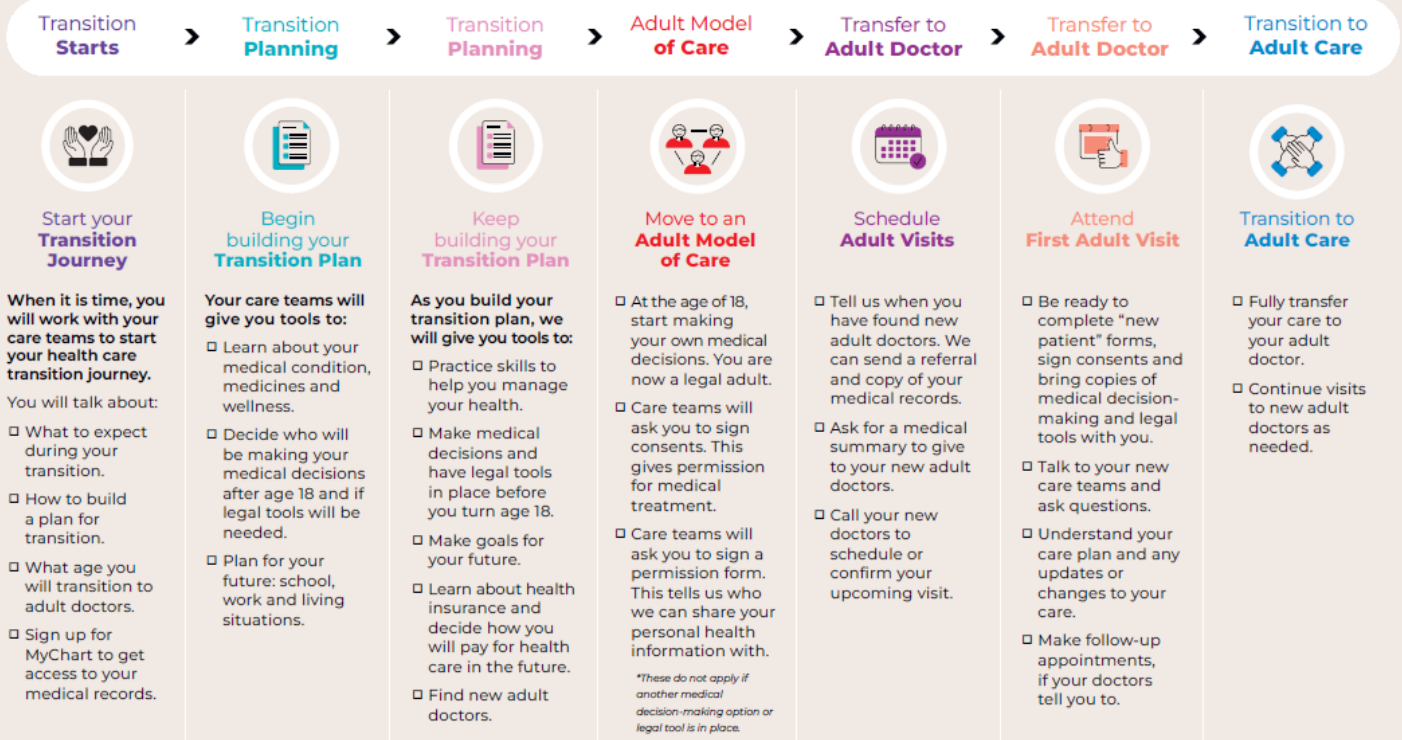 Transition
Starts
Transition
Planning
Transition
Planning
Adult Model
of Care
Transfer to
Adult Doctor
Transfer to
Adult Doctor
Transition to
Adult Care
Start your
Transition
Journey
When it is time, you
will work with your
care teams to start
your health care
transition journey.
You will talk about:
What to expect
during your
transition.
How to build
a plan for
transition.
What age you
will transition to
adult doctors.
Sign up for
MyChart to get
access to your
medical records.
Begin
building your
Transition Plan
Your care teams will
give you tools to:
Learn about your
medical condition,
medicines and
wellness.
Decide who will
be making your
medical decisions
after age 18 and if
legal tools will be
needed.
Plan for your
future: school,
work and living
situations.
Keep
building your
Transition Plan
As you build your
transition plan, we
will give you tools to:
Practice skills to
help you manage
your health.
Make medical
decisions and
have legal tools
in place before
you turn age 18.
Make goals for
your future.
Learn about health
insurance and
decide how you
will pay for health
care in the future.
Find new adult
doctors.
Move to an
Adult Model
of Care
At the age of 18,
start making
your own medical
decisions. You are
now a legal adult.
Care teams will
ask you to sign
consents. This
gives permission
for medical
treatment.
Care teams will
ask you to sign a
permission form.
This tells us who
we can share your
personal health
information with.
*These do not apply if
another medical
decision-making option or
legal tool is in place.
Schedule
Adult Visits
Tell us when you
have found new
adult doctors. We
can send a referral
and copy of your
medical records.
Ask for a medical
summary to give
to your new adult
doctors.
Call your new
doctors to
schedule or
confirm your
upcoming visit.
Attend
First Adult Visit
Be ready to
complete “new
patient” forms,
sign consents and
bring copies of
medical decision-
making and legal
tools with you.
Talk to your new
care teams and
ask questions.
Understand your
care plan and any
updates or
changes to your
care.
Make follow-up
appointments,
if your doctors
tell you to.
Transition to
Adult Care
Fully transfer
your care to
your adult
doctor.
Continue visits
to new adult
doctors as
needed.